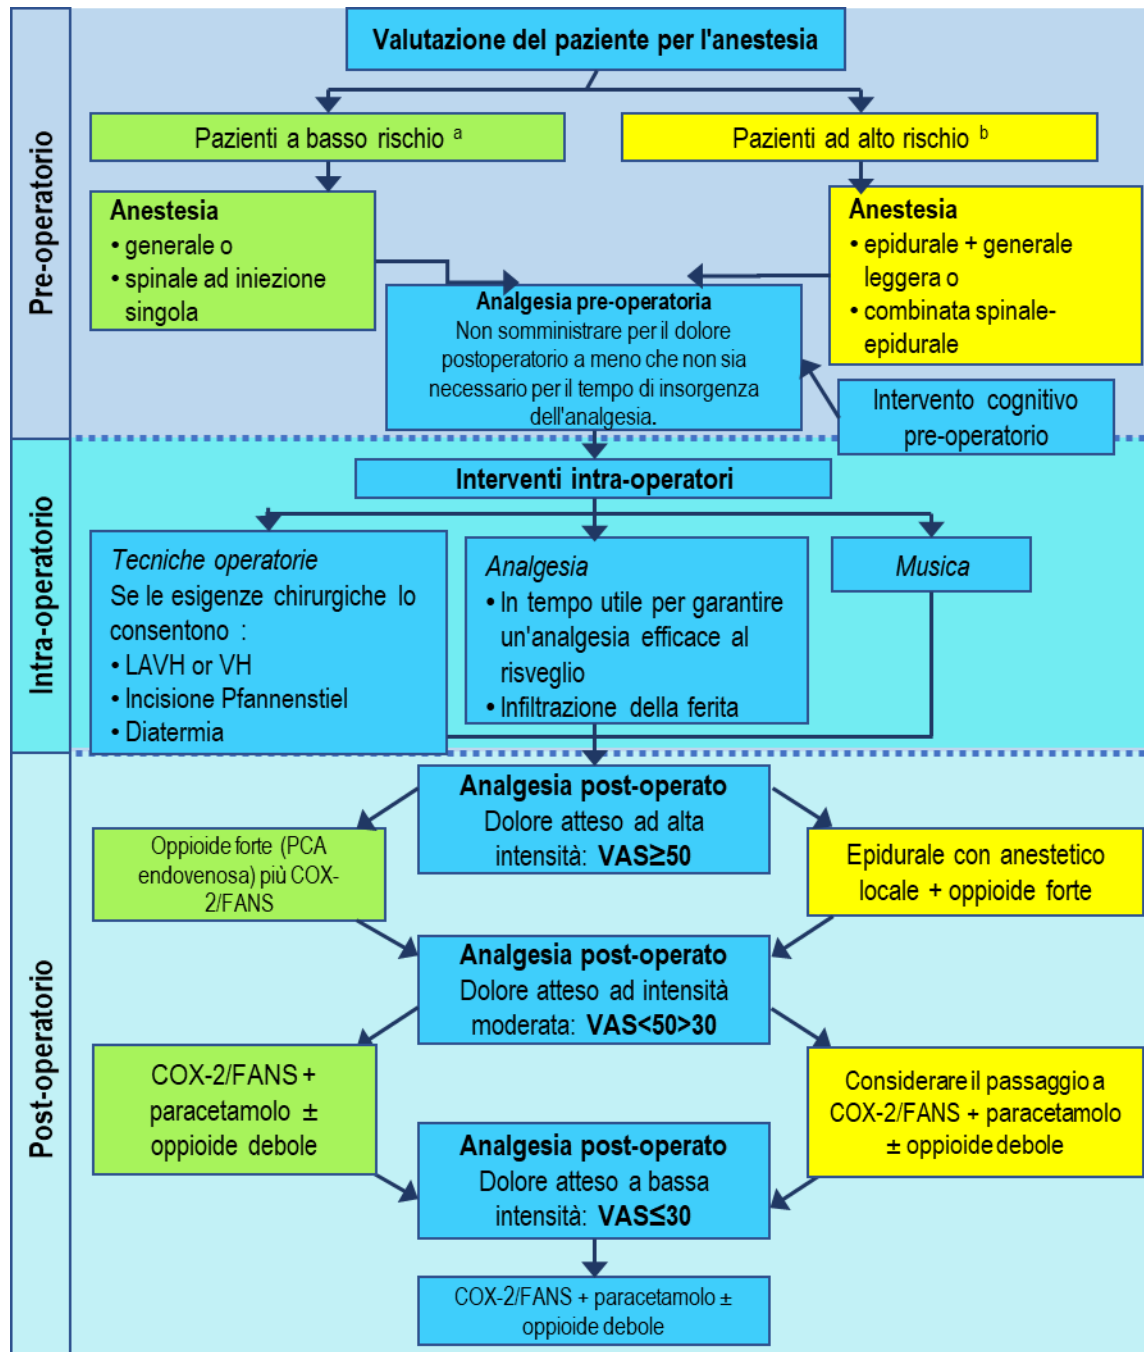 Pre-operatorio
Valutazione del paziente per l'anestesia
Pazienti a basso rischio a
Pazienti ad alto rischio b
Anestesia
• generale o
• spinale ad iniezione
singola
Anestesia
• epidurale + generale
leggera o
• combinata spinale-
epidurale
Analgesia pre-operatoria
Non somministrare per il dolore
postoperatorio a meno che non sia
necessario per il tempo di insorgenza
dell'analgesia.
Intervento cognitivo
pre-operatorio
Intra-operatorio
Interventi intra-operatori
Tecniche operatorie
Se le esigenze chirurgiche lo
consentono :
• LAVH or VH
• Incisione Pfannenstiel
• Diatermia
Analgesia
• In tempo utile per garantire
un'analgesia efficace al
risveglio
• Infiltrazione della ferita
Musica
Post-operatorio
Analgesia post-operato
Dolore atteso ad alta
intensità: VAS≥50
Oppioide forte (PCA
endovenosa) più COX-
2/FANS
Epidurale con anestetico
locale + oppioide forte
Analgesia post-operato
Dolore atteso ad intensità
moderata: VAS<50>30
COX-2/FANS +
paracetamolo ±
oppioide debole
Considerare il passaggio a
COX-2/FANS + paracetamolo
± oppioide debole
Analgesia post-operato
Dolore atteso a bassa
intensità: VAS≤30
COX-2/FANS + paracetamolo ±
oppioide debole